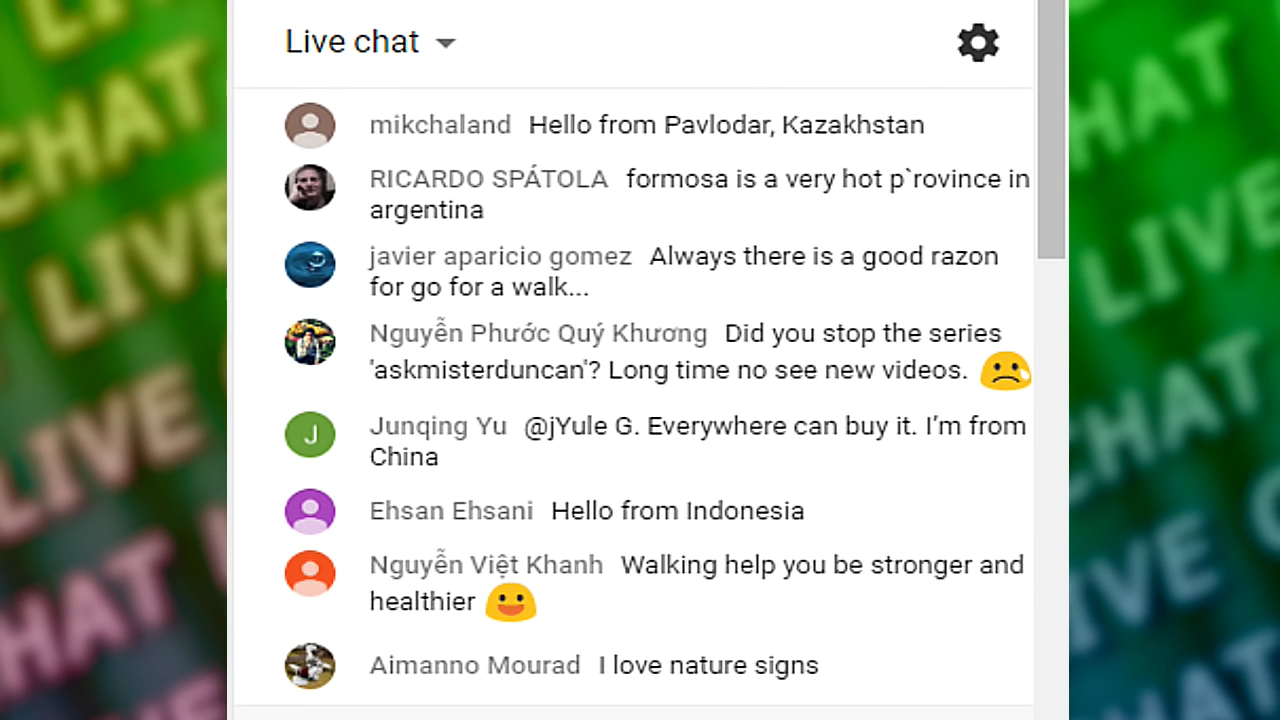 Live chat
mikchaland Hello from Pavlodar, Kazakhstan
RICARDO SPÁTOLA formosa is a very hot p`rovince in
argentina
javier aparicio gomez Always there is a good razon
for go for a walk...
Nguyễn Phước Quý Khương Did you stop the series
'askmisterduncan'? Long time no see new videos.
J Junqing Yu @jYule G. Everywhere can buy it. I’m from
China
Ehsan Ehsani Hello from Indonesia
Nguyễn Việt Khanh Walking help you be stronger and
healthier
Aimanno Mourad I love nature signs